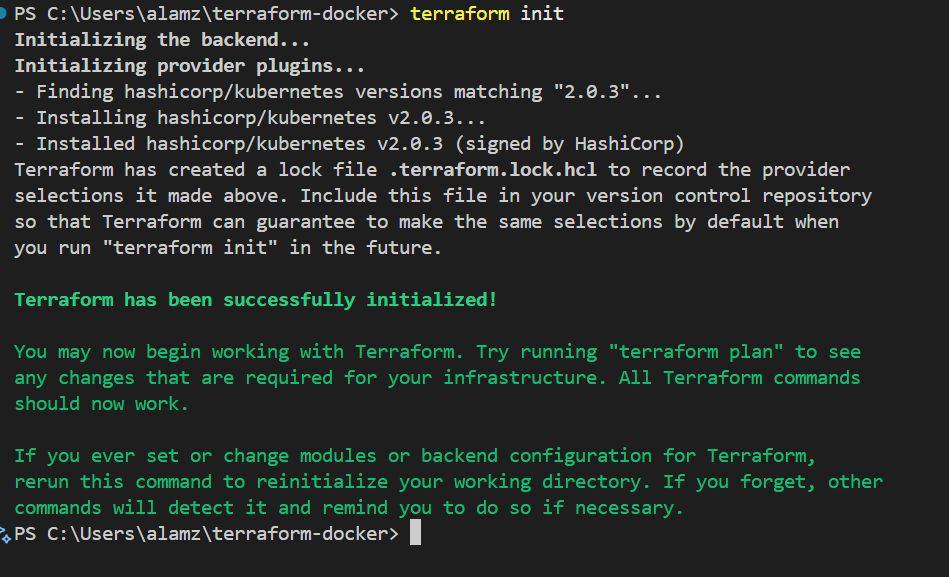 PS C:\Users\alamz\terraform-docker> terraform init
Initializing the backend...
Initializing provider plugins...
- Finding hashicorp/kubernetes versions matching "2.0.3"...
- Installing hashicorp/kubernetes v2.0.3...
- Installed hashicorp/kubernetes v2.0.3 (signed by HashiCorp)
Terraform has created a lock file .terraform.lock.hcl to record the provider
selections it made above. Include this file in your version control repository
so that Terraform can guarantee to make the same selections by default when
you run "terraform init" in the future.
Terraform has been successfully initialized!
You may now begin working with Terraform. Try running "terraform plan" to see
any changes that are required for your infrastructure. All Terraform commands
should now work.
If you ever set or change modules or backend configuration for Terraform,
rerun this command to reinitialize your working directory. If you forget, other
commands will detect it and remind you to do so if necessary.
PS C:\Users\alamz\terraform-docker>